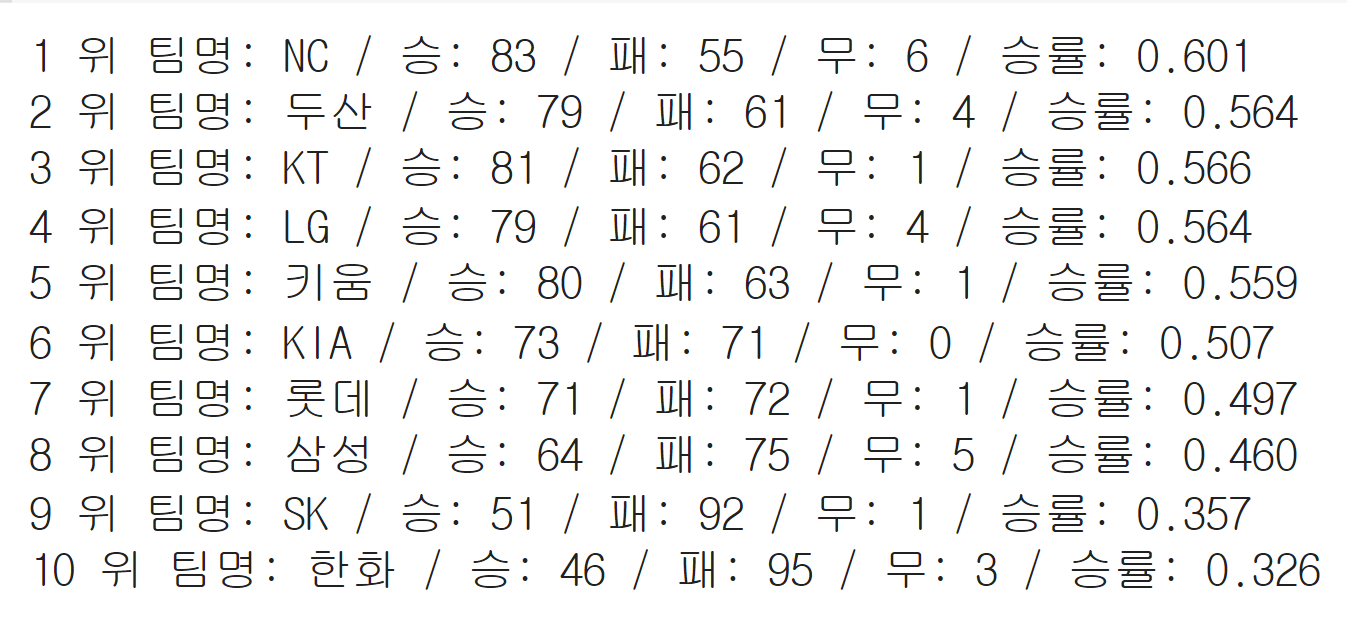 1 위 팀명: NC / 승: 83 / 패: 55 / 무: 6 / 승률: 0.601
2 위 팀명: 두산 / 승: 79 / 패: 61 / 무: 4 / 승률: 0.564
3 위 팀명: KT / 승: 81 / 패: 62 / 무: 1 / 승률: 0.566
4 위 팀명: LG / 승: 79 / 패: 61 / 무: 4 / 승률: 0.564
5 위 팀명: 키움 / 승: 80 / 패: 63 / 무: 1 / 승률: 0.559
6 위 팀명: KIA / 승: 73 / 패: 71 / 무: 0 / 승률: 0.507
7 위 팀명: 롯데 / 승: 71 / 패: 72 / 무: 1 / 승률: 0.497
8 위 팀명: 삼성 / 승: 64 / 패: 75 / 무: 5 / 승률: 0.460
9 위 팀명: SK / 승: 51 / 패: 92 / 무: 1 / 승률: 0.357
10 위 팀명: 한화 / 승: 46 / 패: 95 / 무: 3 / 승률: 0.326